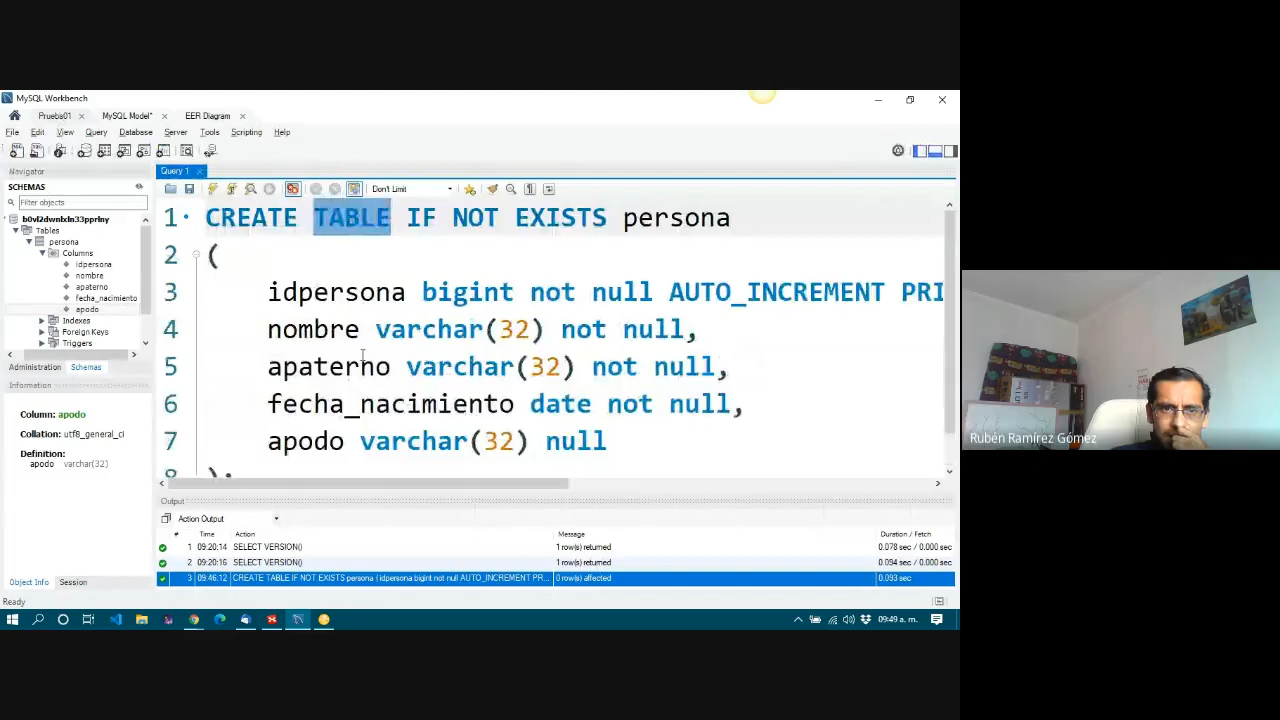 MySQL Workbench
Prueba01
MySQL Model*
EER Diagram
File Edit View Query Database Server Tools Scripting Help
Navigator
SCHEMAS
Filter objects
Tables
persona
Columns
idpersona
nombre
apaterno
fecha_nacimiento
apodo
Indexes
Foreign Keys
Triggers
Administration Schemas
Information
Column: apodo
Collation: utf8_general_ci
Definition:
apodo varchar(32)
Object Info Session
Query 1
Don't Limit
1 CREATE TABLE IF NOT EXISTS persona
2 (
3 idpersona bigint not null AUTO_INCREMENT PRI
4 nombre varchar(32) not null,
5 apaterno varchar(32) not null,
6 fecha_nacimiento date not null,
7 apodo varchar(32) null
8 );
Output
Action Output
# Time Action Message Duration / Fetch
1 09:20:14 SELECT VERSION() 1 row(s) returned 0.078 sec / 0.000 sec
2 09:20:16 SELECT VERSION() 1 row(s) returned 0.094 sec / 0.000 sec
3 09:46:12 CREATE TABLE IF NOT EXISTS persona ( idpersona bigint not null AUTO_INCREMENT PR... 0 row(s) affected 0.093 sec
Ready
09:49 a. m.
Rubén Ramírez Gómez